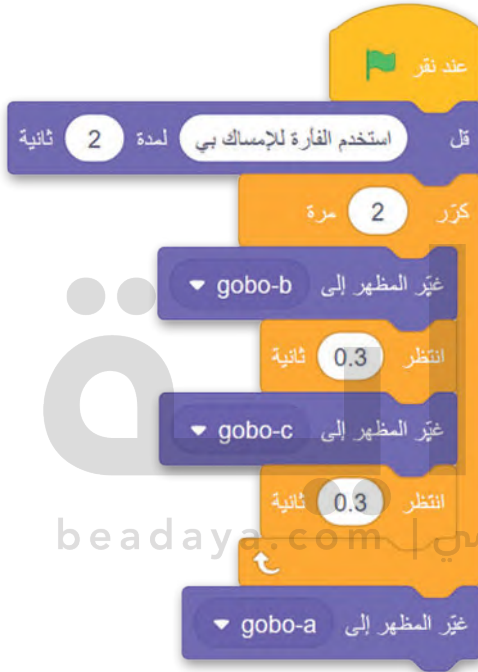 عند نقر
قل استخدم الفأرة للإمساك بي لمدة 2 ثانية
كرّر 2 مرة
غيّر المظهر إلى gobo-b
انتظر 0.3 ثانية
غيّر المظهر إلى gobo-c
انتظر 0.3 ثانية
beadaya.com |
غيّر المظهر إلى gobo-a